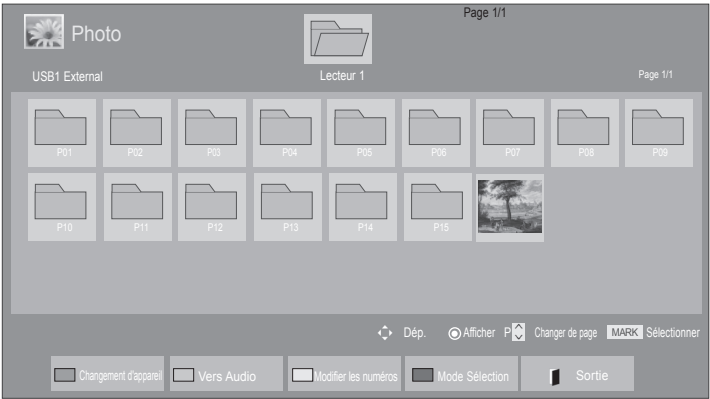 Page 1/1
Photo
USB1 External
Lecteur 1
Page 1/1
P01 P02 P03 P04 P05 P06 P07 P08 P09
P10 P11 P12 P13 P14 P15
Dép. Afficher P Changer de page MARK Sélectionner
Changement d'appareil Vers Audio Modifier les numéros Mode Sélection Sortie